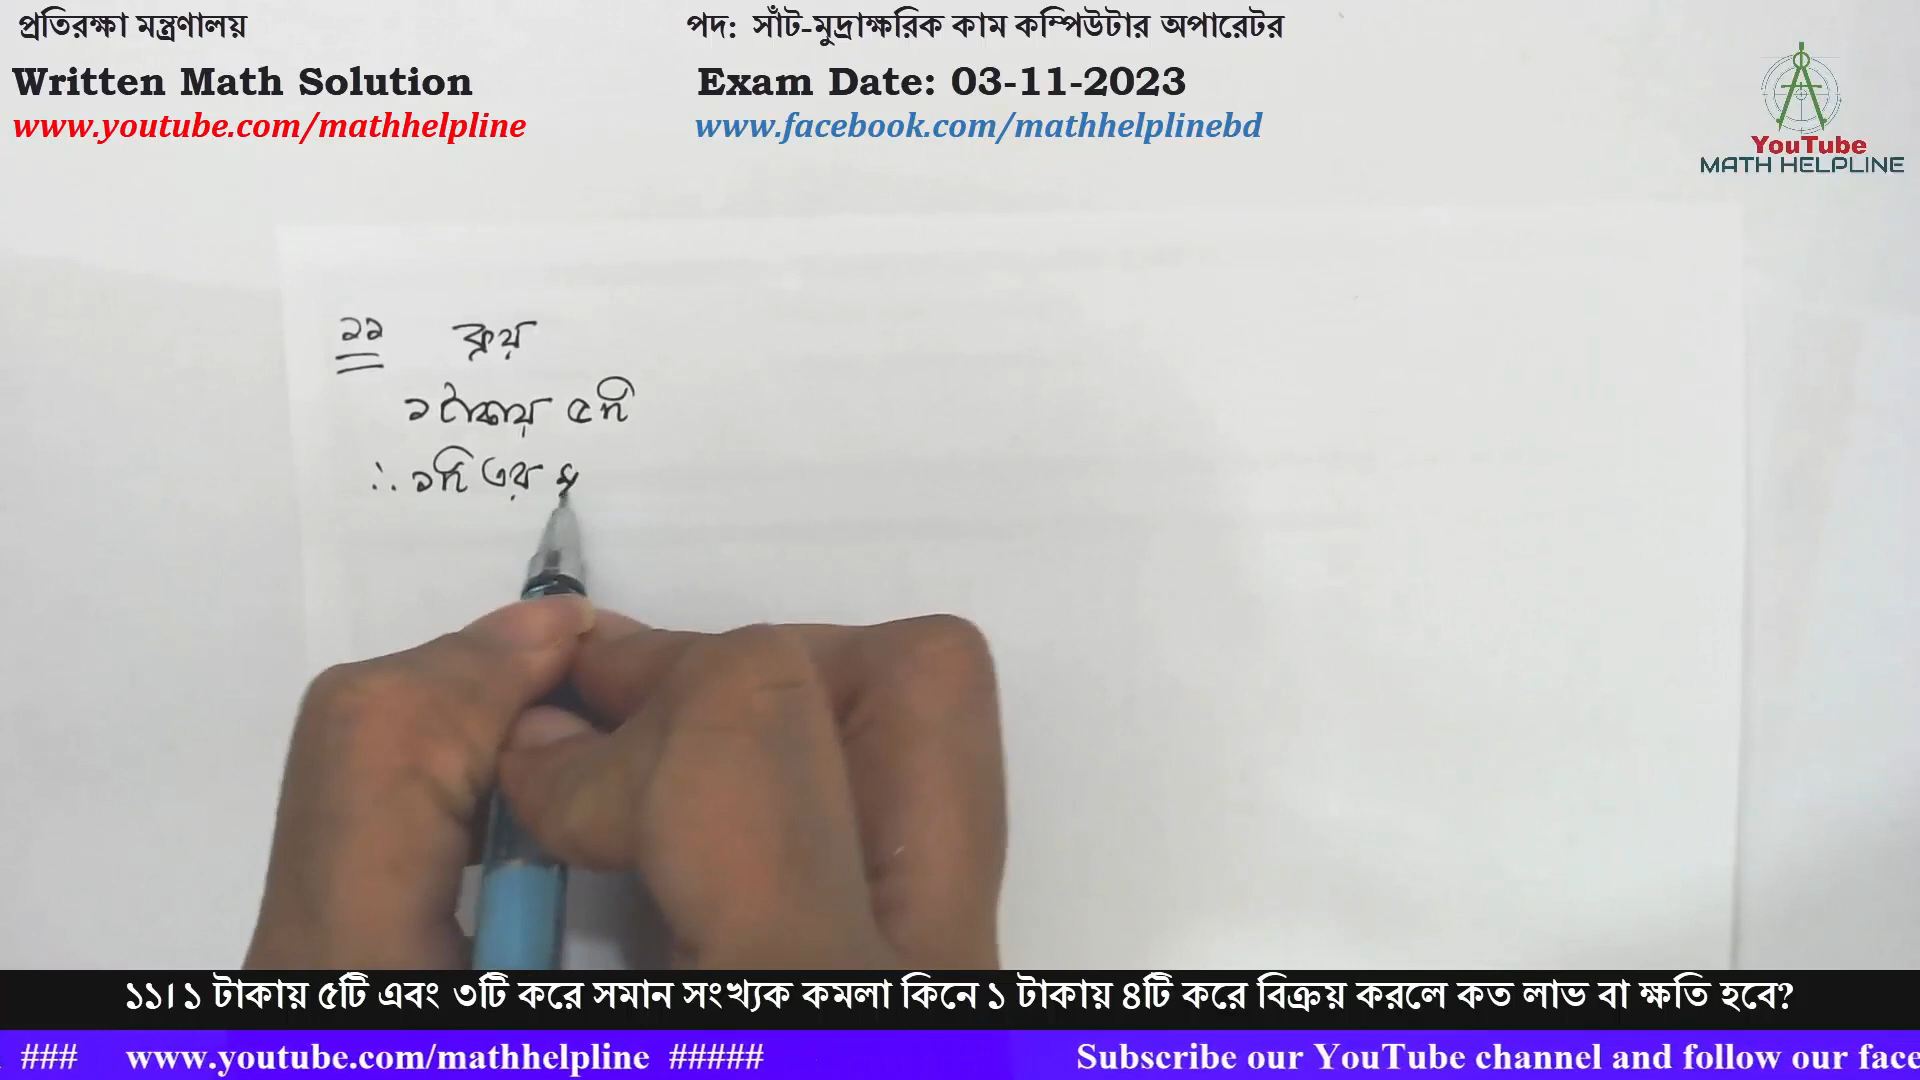 প্রতিরক্ষা মন্ত্রণালয়
পদ: সাঁট-মুদ্রাক্ষরিক কাম কম্পিউটার অপারেটর
Written Math Solution
Exam Date: 03-11-2023
www.youtube.com/mathhelpline
www.facebook.com/mathhelplinebd
YouTube
MATH HELPLINE
১১ ক্রয়
১ টাকায় ৫টি
∴ ১টি এর
১১। ১ টাকায় ৫টি এবং ৩টি করে সমান সংখ্যক কমলা কিনে ১ টাকায় ৪টি করে বিক্রয় করলে কত লাভ বা ক্ষতি হবে?
### www.youtube.com/mathhelpline ##### Subscribe our YouTube channel and follow our face